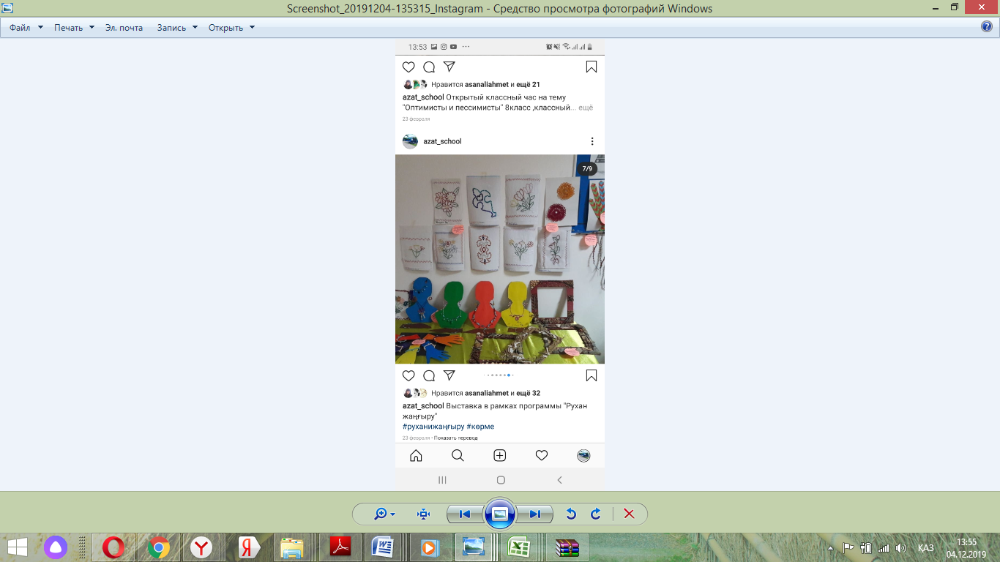 Screenshot_20191204-135315_Instagram - Средство просмотра фотографий Windows
Файл Печать Эл. почта Запись Открыть
13:53
Нравится asanaliahmet и ещё 21
azat_school Открытый классный час на тему
"Оптимисты и пессимисты" 8класс ,классный... ещё
23 февраля
azat_school
7/9
Нравится asanaliahmet и ещё 32
azat_school Выставка в рамках программы "Рухан
жаңғыру"
#руханижаңғыру #көрме
23 февраля • Показать перевод
ҚАЗ
13:55
04.12.2019